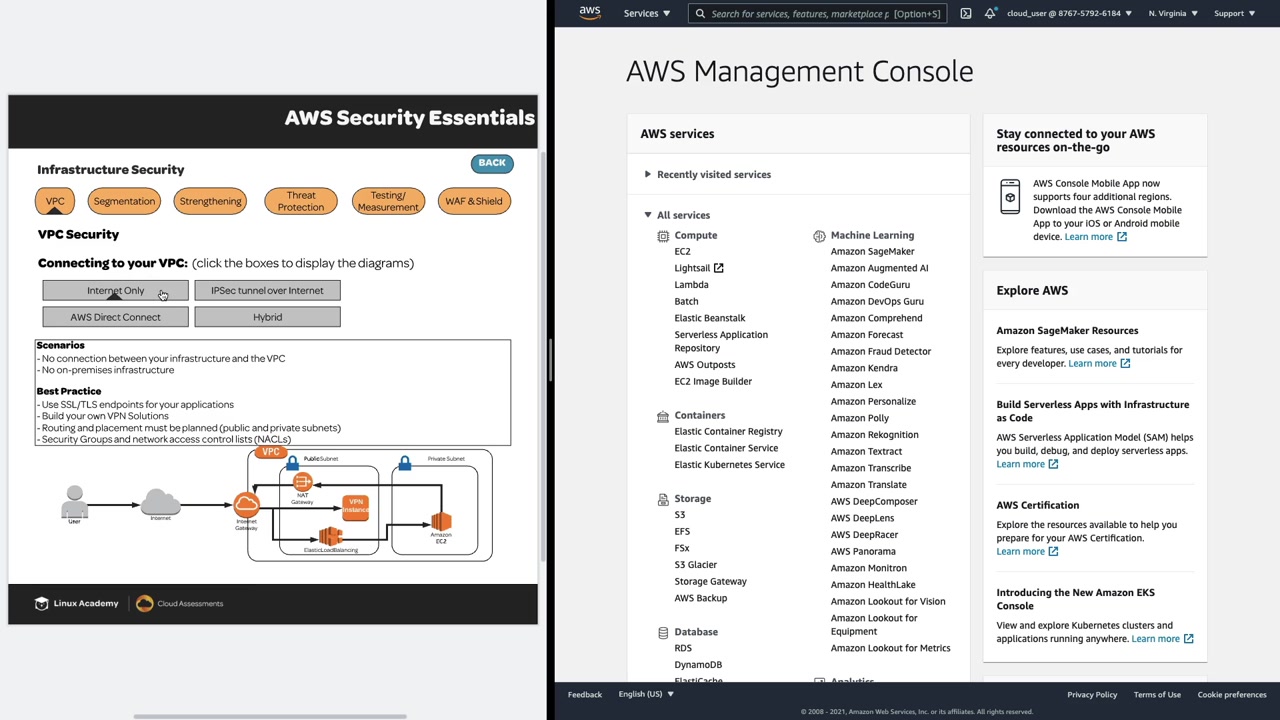 AWS Security Essentials
Infrastructure Security
BACK
VPC
Segmentation
Strengthening
Threat
Protection
Testing/
Measurement
WAF & Shield
VPC Security
Connecting to your VPC: (click the boxes to display the diagrams)
Internet Only
IPSec tunnel over Internet
AWS Direct Connect
Hybrid
Scenarios
- No connection between your infrastructure and the VPC
- No on-premises infrastructure
Best Practice
- Use SSL/TLS endpoints for your applications
- Build your own VPN Solutions
- Routing and placement must be planned (public and private subnets)
- Security Groups and network access control lists (NACLs)
VPC
Public Subnet
Private Subnet
NAT
Gateway
VPN
Instance
User
Internet
Internet
Gateway
ElasticLoadBalancing
Amazon
EC2
Linux Academy
Cloud Assessments
aws
Services
Search for services, features, marketplace p [Option+S]
cloud_user @ 8767-5792-6184
N. Virginia
Support
AWS Management Console
AWS services
Recently visited services
All services
Compute
EC2
Lightsail
Lambda
Batch
Elastic Beanstalk
Serverless Application
Repository
AWS Outposts
EC2 Image Builder
Containers
Elastic Container Registry
Elastic Container Service
Elastic Kubernetes Service
Storage
S3
EFS
FSx
S3 Glacier
Storage Gateway
AWS Backup
Database
RDS
DynamoDB
ElastiCache
Machine Learning
Amazon SageMaker
Amazon Augmented AI
Amazon CodeGuru
Amazon DevOps Guru
Amazon Comprehend
Amazon Forecast
Amazon Fraud Detector
Amazon Kendra
Amazon Lex
Amazon Personalize
Amazon Polly
Amazon Rekognition
Amazon Textract
Amazon Transcribe
Amazon Translate
AWS DeepComposer
AWS DeepLens
AWS DeepRacer
AWS Panorama
Amazon Monitron
Amazon HealthLake
Amazon Lookout for Vision
Amazon Lookout for
Equipment
Amazon Lookout for Metrics
Analytics
Stay connected to your AWS
resources on-the-go
AWS Console Mobile App now
supports four additional regions.
Download the AWS Console Mobile
App to your iOS or Android mobile
device. Learn more
Explore AWS
Amazon SageMaker Resources
Explore features, use cases, and tutorials for
every developer. Learn more
Build Serverless Apps with Infrastructure
as Code
AWS Serverless Application Model (SAM) helps
you build, debug, and deploy serverless apps.
Learn more
AWS Certification
Explore the resources available to help you
prepare for your AWS Certification.
Learn more
Introducing the New Amazon EKS
Console
View and explore Kubernetes clusters and
applications running anywhere. Learn more
Feedback
English (US)
Privacy Policy
Terms of Use
Cookie preferences
© 2008 - 2021, Amazon Web Services, Inc. or its affiliates. All rights reserved.